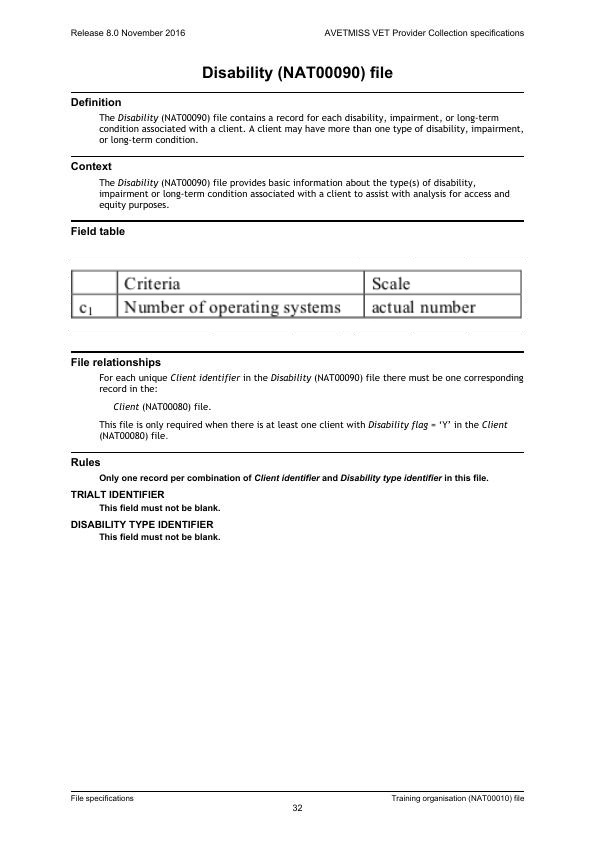 Release 8.0 November 2016
AVETMISS VET Provider Collection specifications
Disability (NAT00090) file
Definition
The Disability (NAT00090) file contains a record for each disability, impairment, or long-term
condition associated with a client. A client may have more than one type of disability, impairment,
or long-term condition.
Context
The Disability (NAT00090) file provides basic information about the type(s) of disability,
impairment or long-term condition associated with a client to assist with analysis for access and
equity purposes.
Field table
Criteria Scale
c₁ Number of operating systems actual number
File relationships
For each unique Client identifier in the Disability (NAT00090) file there must be one corresponding
record in the:
Client (NAT00080) file.
This file is only required when there is at least one client with Disability flag = ‘Y’ in the Client
(NAT00080) file.
Rules
Only one record per combination of Client identifier and Disability type identifier in this file.
TRIALT IDENTIFIER
This field must not be blank.
DISABILITY TYPE IDENTIFIER
This field must not be blank.
File specifications
Training organisation (NAT00010) file
32